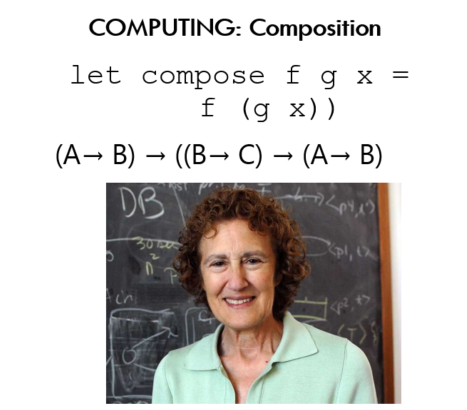 COMPUTING: Composition
let compose f g x =
f (g x))
(A→ B) → ((B→ C) → (A→ B)
DB